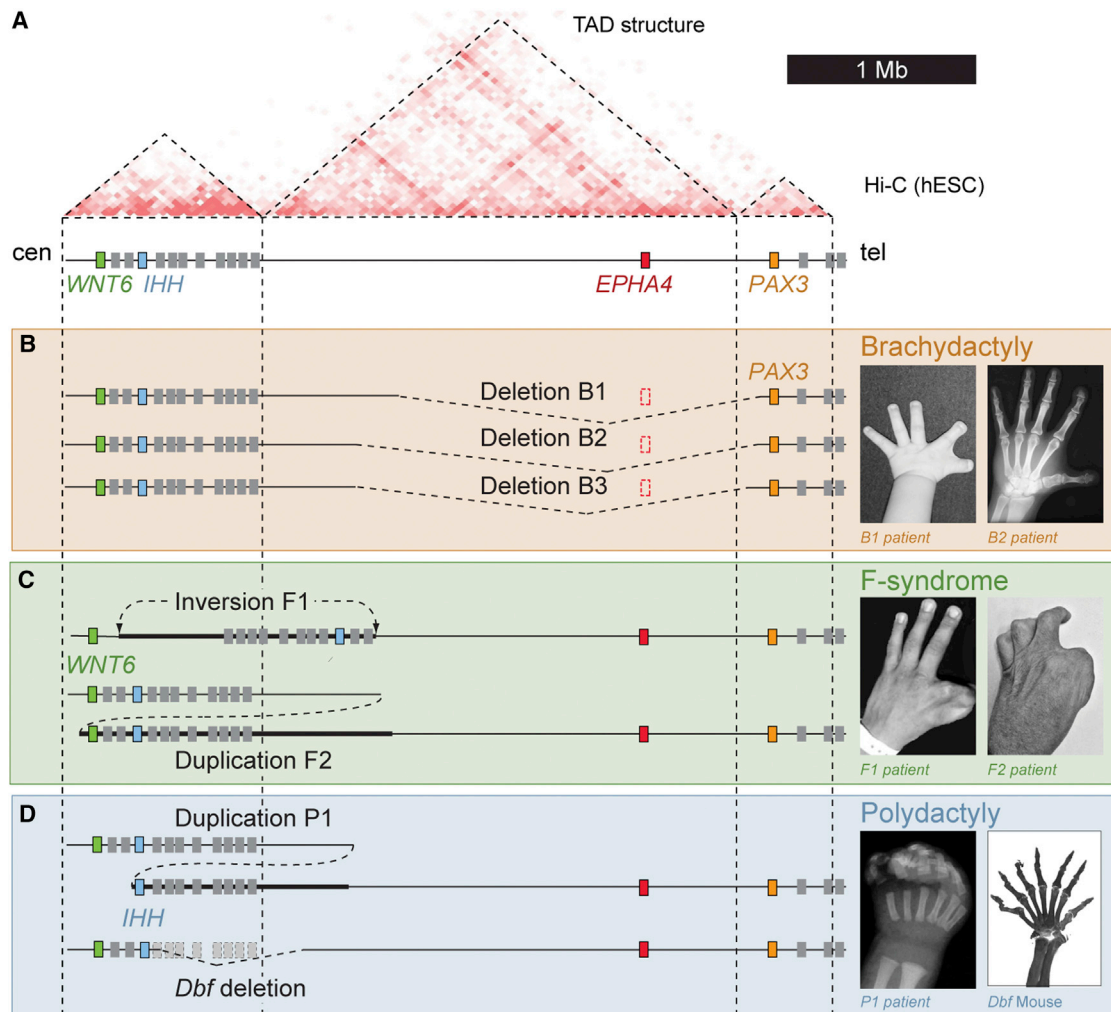 A
TAD structure
1 Mb
Hi-C (hESC)
cen
tel
WNT6 IHH
EPHA4
PAX3
B
Brachydactyly
PAX3
Deletion B1
Deletion B2
Deletion B3
B1 patient
B2 patient
C
F-syndrome
Inversion F1
WNT6
Duplication F2
F1 patient
F2 patient
D
Polydactyly
Duplication P1
IHH
Dbf deletion
P1 patient
Dbf Mouse